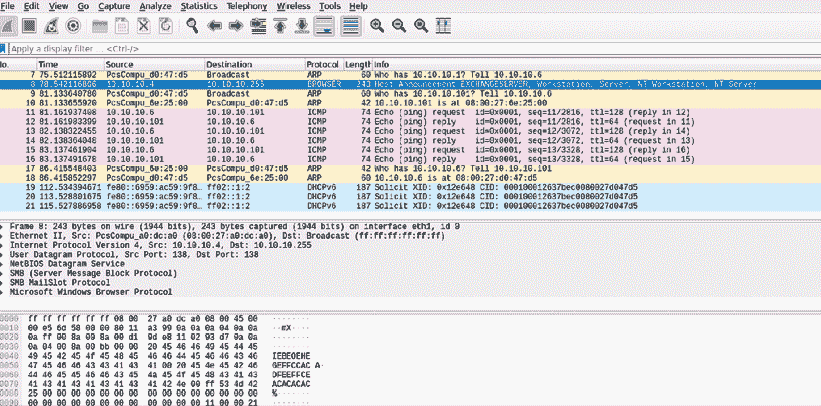 File Edit View Go Capture Analyze Statistics Telephony Wireless Tools Help
Apply a display filter ... <Ctrl-/>
No. Time Source Destination Protocol Length Info
7 75.512115892 PcsCompu_d0:47:d5 Broadcast ARP 60 Who has 10.10.10.1? Tell 10.10.10.6
8 78.542116806 10.10.10.4 10.10.10.255 BROWSER 243 Host Announcement EXCHANGESERVER, Workstation, Server, NT Workstation, NT Server
9 81.133640786 PcsCompu_d0:47:d5 Broadcast ARP 60 Who has 10.10.10.101? Tell 10.10.10.6
10 81.133655920 PcsCompu_6e:25:00 PcsCompu_d0:47:d5 ARP 42 10.10.10.101 is at 08:00:27:6e:25:00
11 81.161937408 10.10.10.6 10.10.10.101 ICMP 74 Echo (ping) request id=0x0001, seq=11/2816, ttl=128 (reply in 12)
12 81.161983399 10.10.10.101 10.10.10.6 ICMP 74 Echo (ping) reply id=0x0001, seq=11/2816, ttl=64 (request in 11)
13 82.138322455 10.10.10.6 10.10.10.101 ICMP 74 Echo (ping) request id=0x0001, seq=12/3072, ttl=128 (reply in 14)
14 82.138364048 10.10.10.101 10.10.10.6 ICMP 74 Echo (ping) reply id=0x0001, seq=12/3072, ttl=64 (request in 13)
15 83.137461904 10.10.10.6 10.10.10.101 ICMP 74 Echo (ping) request id=0x0001, seq=13/3328, ttl=128 (reply in 16)
16 83.137491678 10.10.10.101 10.10.10.6 ICMP 74 Echo (ping) reply id=0x0001, seq=13/3328, ttl=64 (request in 15)
17 86.415448403 PcsCompu_6e:25:00 PcsCompu_d0:47:d5 ARP 42 Who has 10.10.10.6? Tell 10.10.10.101
18 86.415852297 PcsCompu_d0:47:d5 PcsCompu_6e:25:00 ARP 60 10.10.10.6 is at 08:00:27:d0:47:d5
19 112.534394671 fe80::6959:ac59:9f8… ff02::1:2 DHCPv6 187 Solicit XID: 0x12e648 CID: 000100012637bec0080027d047d5
20 113.528801675 fe80::6959:ac59:9f8… ff02::1:2 DHCPv6 187 Solicit XID: 0x12e648 CID: 000100012637bec0080027d047d5
21 115.527886958 fe80::6959:ac59:9f8… ff02::1:2 DHCPv6 187 Solicit XID: 0x12e648 CID: 000100012637bec0080027d047d5
Frame 8: 243 bytes on wire (1944 bits), 243 bytes captured (1944 bits) on interface eth1, id 0
Ethernet II, Src: PcsCompu_a0:dc:a0 (08:00:27:a0:dc:a0), Dst: Broadcast (ff:ff:ff:ff:ff:ff)
Internet Protocol Version 4, Src: 10.10.10.4, Dst: 10.10.10.255
User Datagram Protocol, Src Port: 138, Dst Port: 138
NetBIOS Datagram Service
SMB (Server Message Block Protocol)
SMB MailSlot Protocol
Microsoft Windows Browser Protocol
0000 ff ff ff ff ff ff 08 00 27 a0 dc a0 08 00 45 00
0010 00 e5 6d 58 00 00 80 11 a3 99 0a 0a 0a 04 0a 0a
0020 0a ff 00 8a 00 8a 00 d1 9d e8 11 02 93 d7 0a 0a
0030 0a 04 00 8a 00 bb 00 00 20 45 46 46 49 45 44 45
0040 49 45 42 45 4f 45 48 45 46 46 44 45 46 46 43 46 IEBEOEHE
0050 47 45 46 46 43 43 41 43 41 00 20 45 4e 45 42 46 GEFFCCAC A
0060 44 46 45 45 46 46 43 45 4a 45 4f 45 48 43 41 43
0070 41 43 41 43 41 43 41 43 41 42 4e 00 ff 53 4d 42 ACACACAC
0080 25 00 00 00 00 00 00 00 00 00 00 00 00 00 00 00 %
0090 00 00 00 00 00 00 00 00 00 00 00 00 11 00 00 21